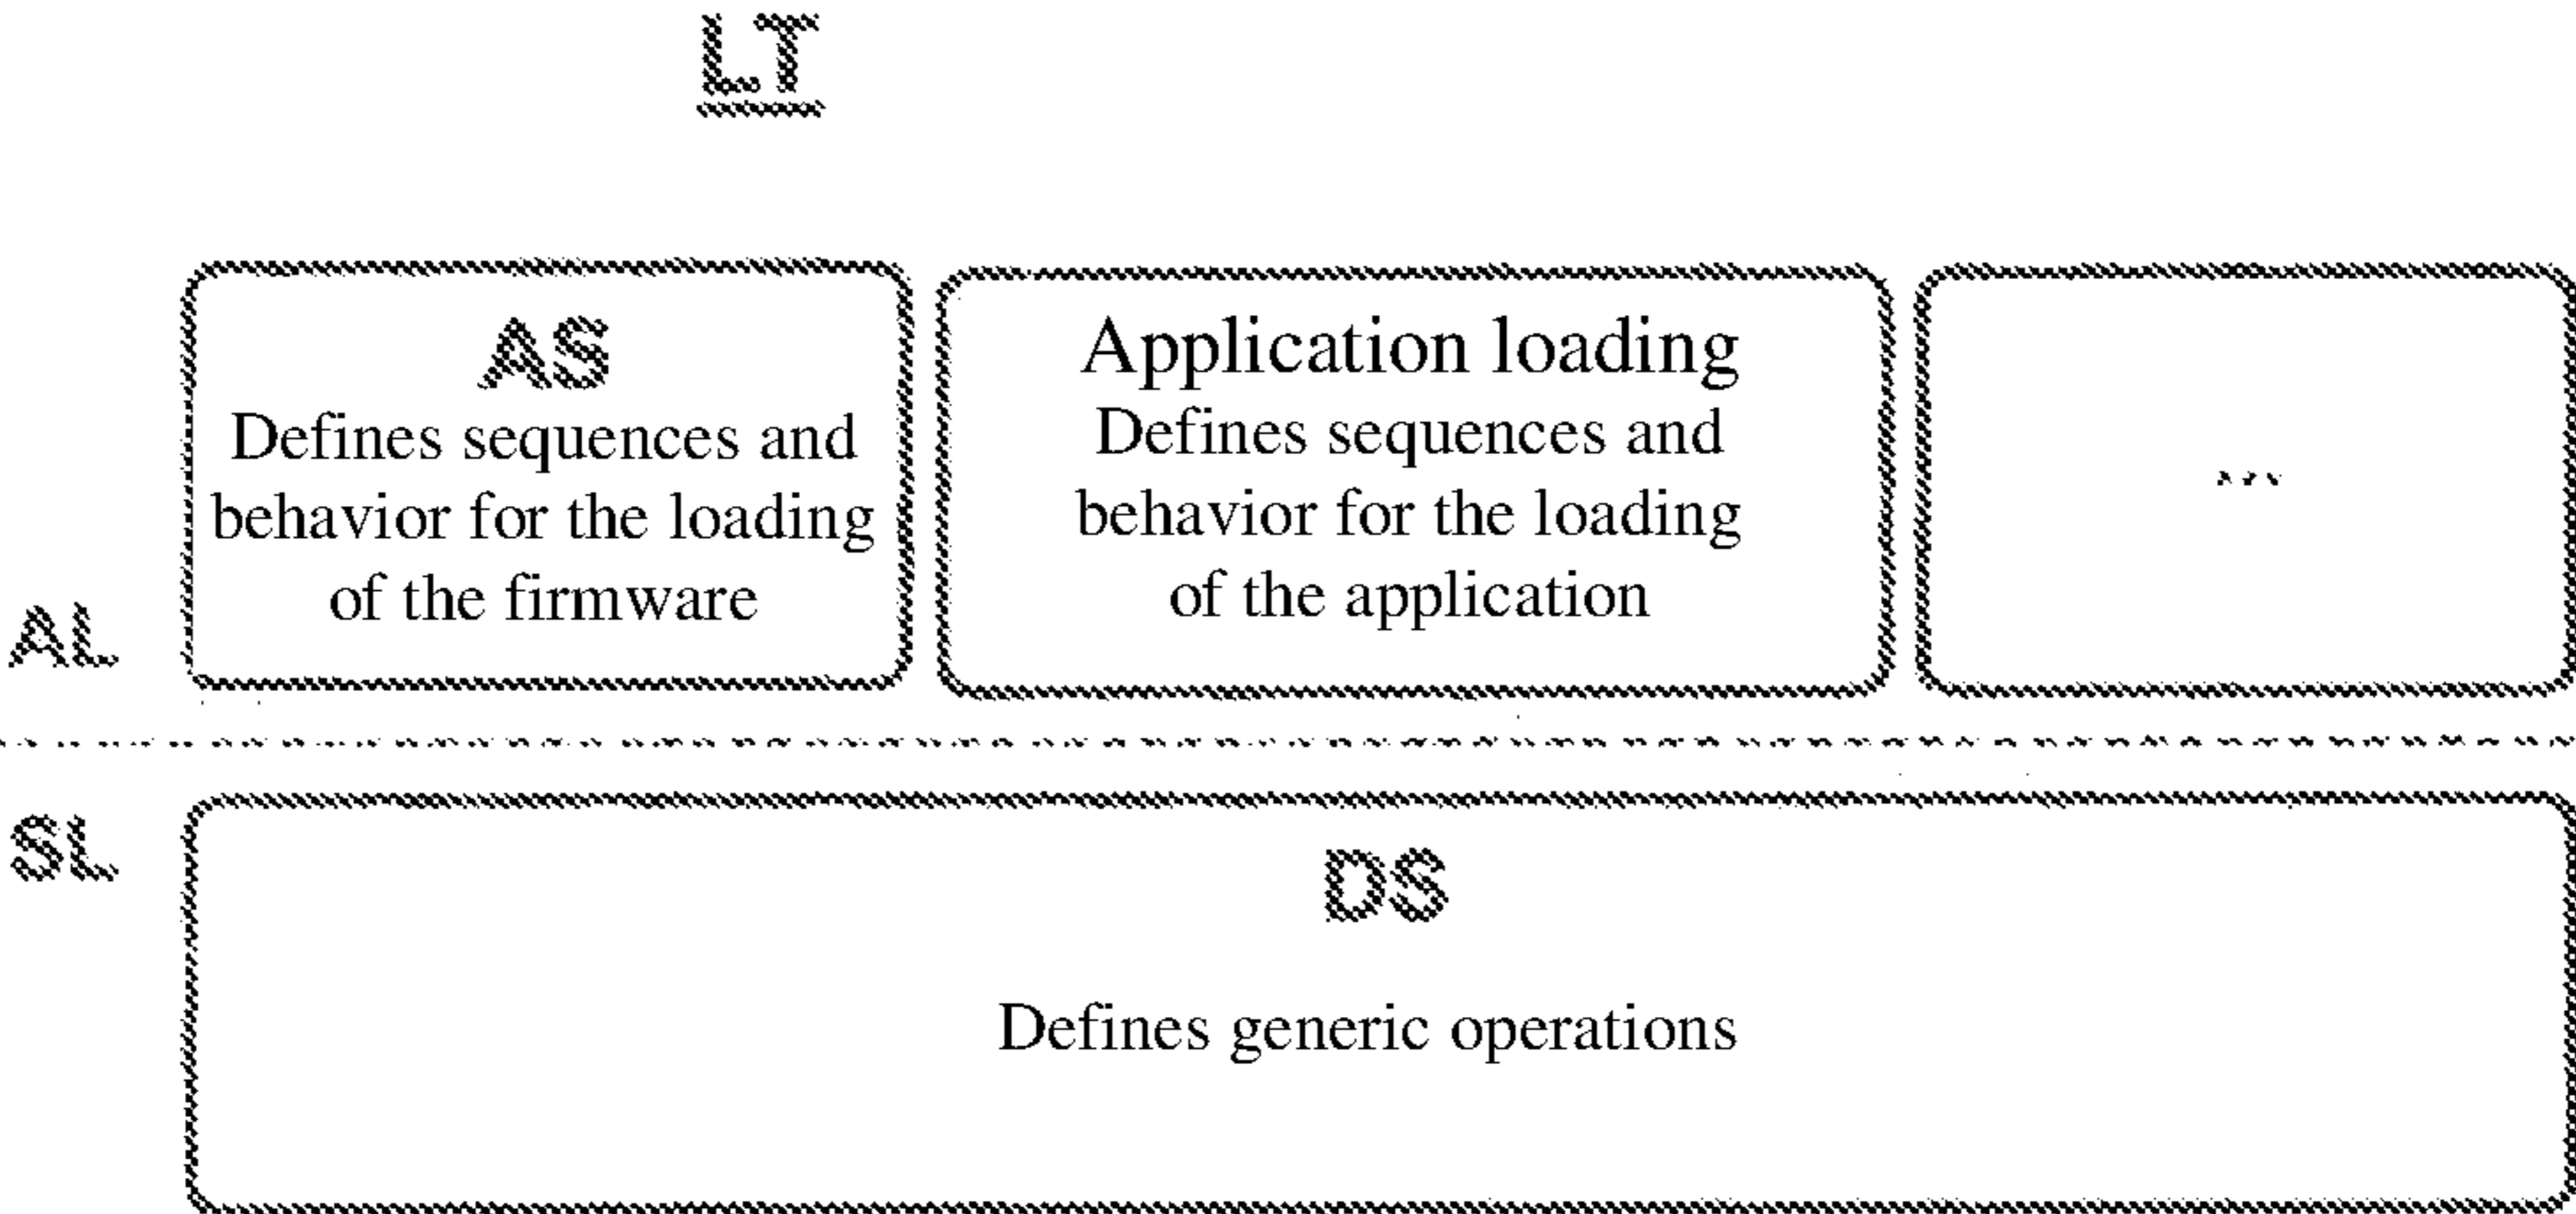 LT
AS
Defines sequences and
behavior for the loading
of the firmware
Application loading
Defines sequences and
behavior for the loading
of the application
...
AL
SL
DS
Defines generic operations